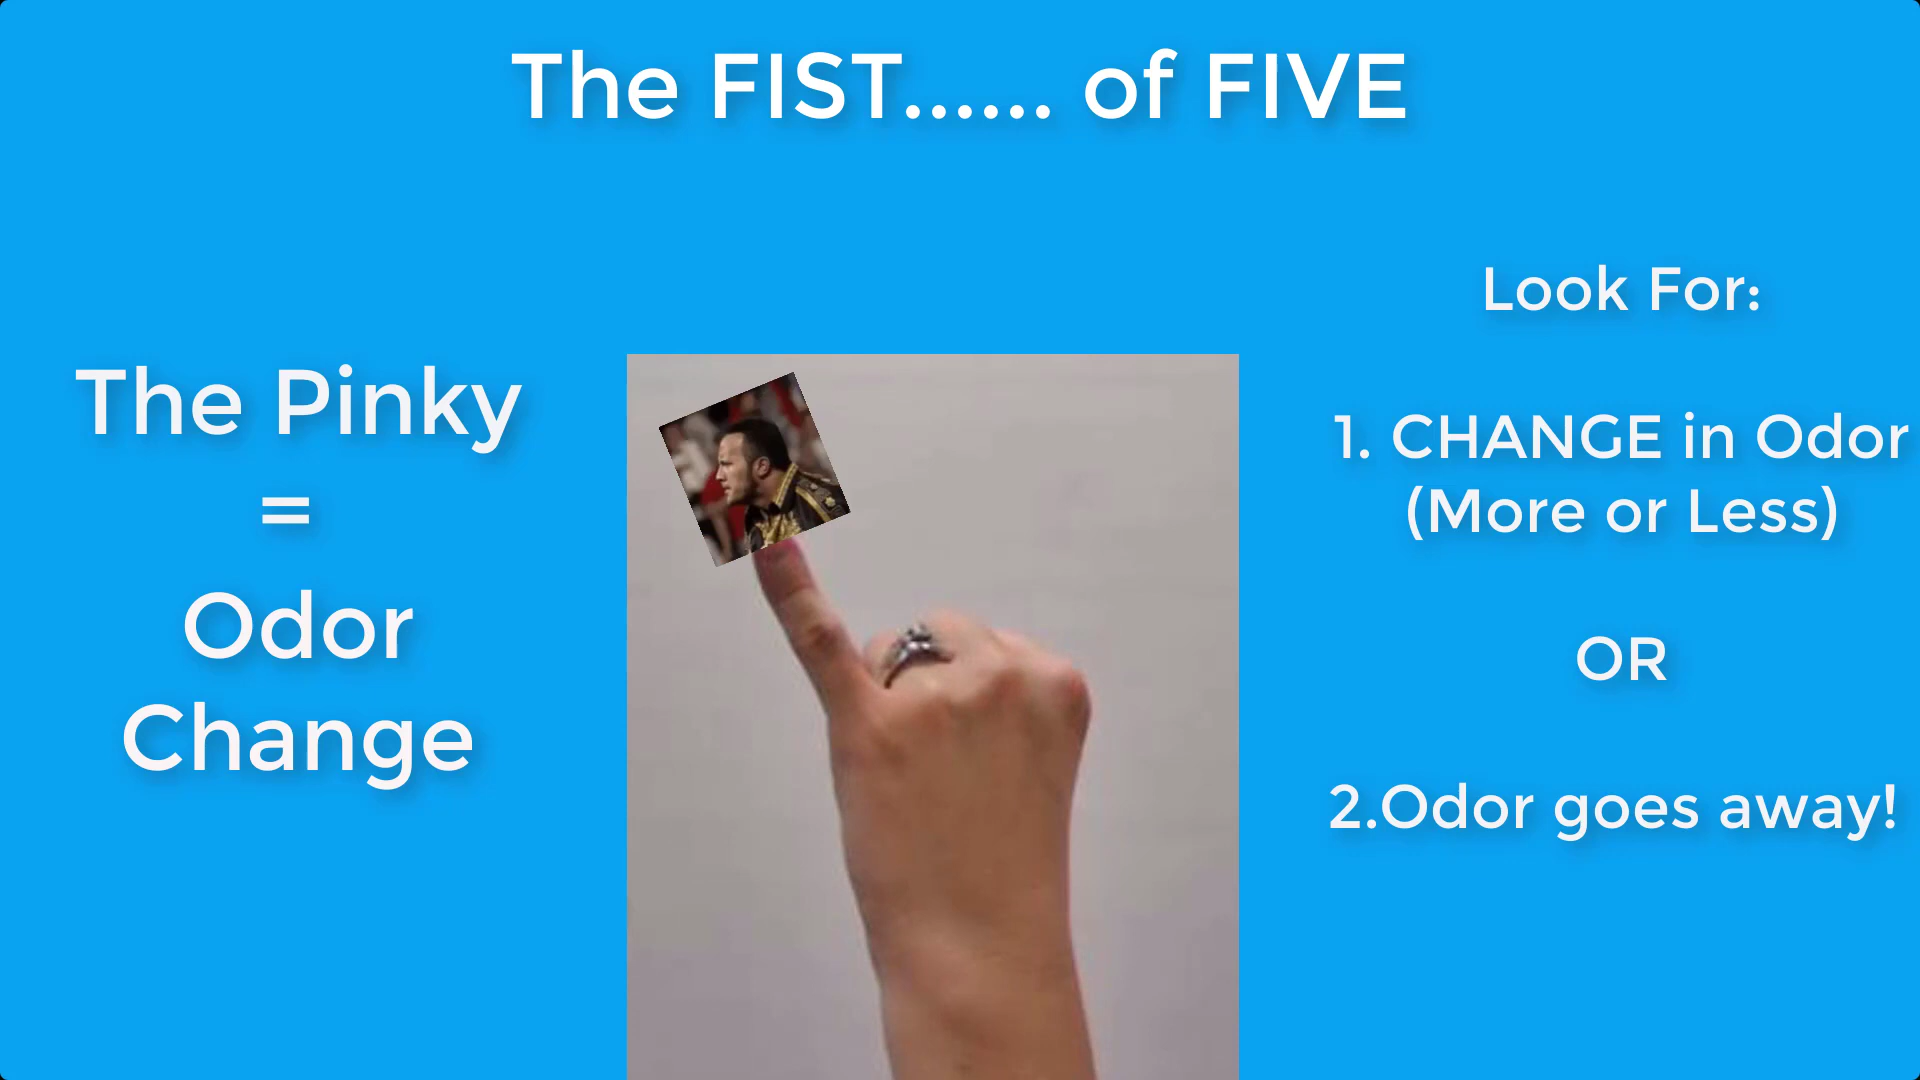 The FIST...... of FIVE
The Pinky
=
Odor
Change
Look For:
1. CHANGE in Odor
(More or Less)
OR
2.Odor goes away!